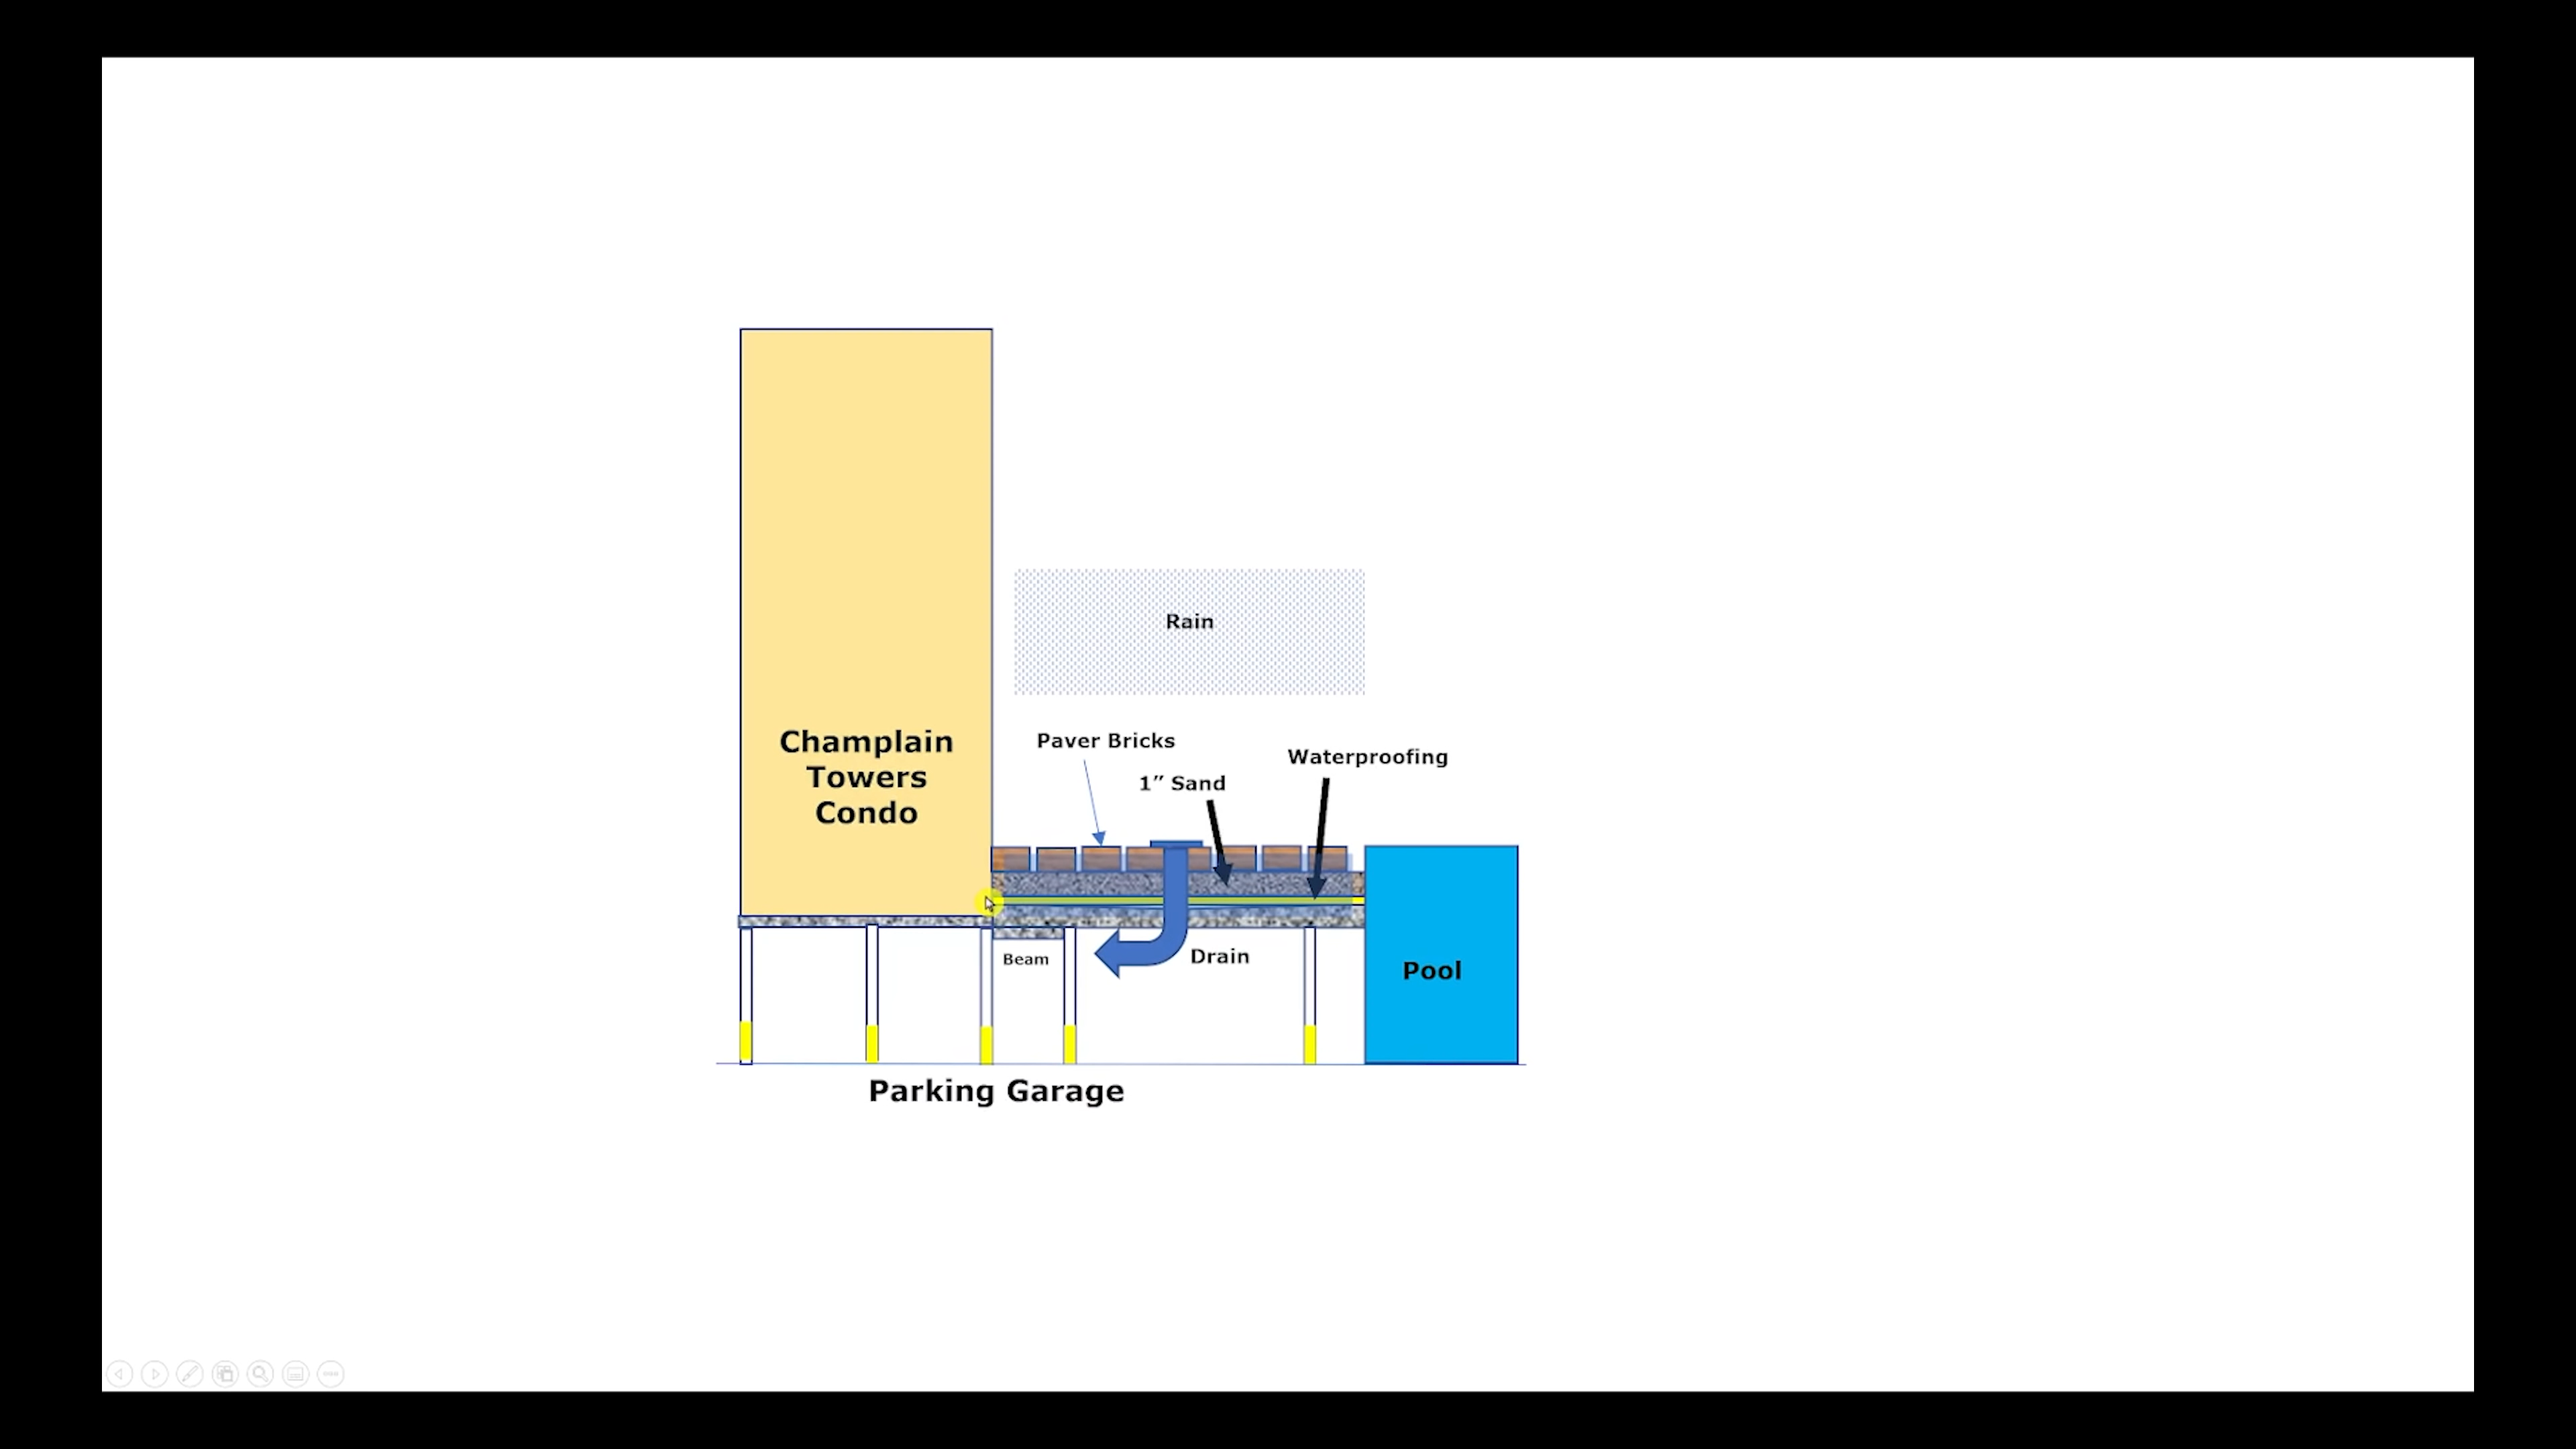 Rain
Paver Bricks
Waterproofing
1” Sand
Champlain
Towers
Condo
Beam
Drain
Pool
Parking Garage